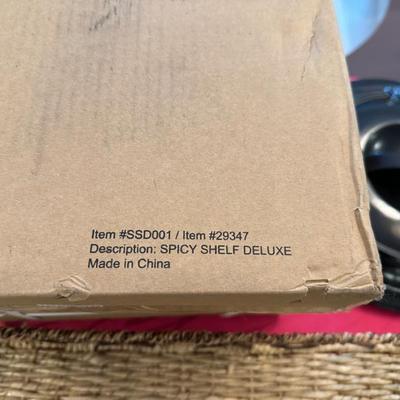 Item #SSD001 / Item #29347
Description: SPICY SHELF DELUXE
Made in China